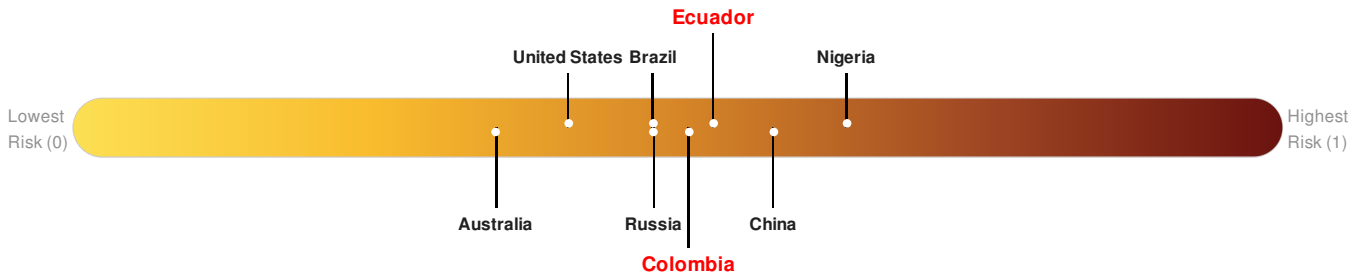 Ecuador
United States Brazil
Nigeria
Lowest
Risk (0)
Highest
Risk (1)
Australia
Russia
China
Colombia